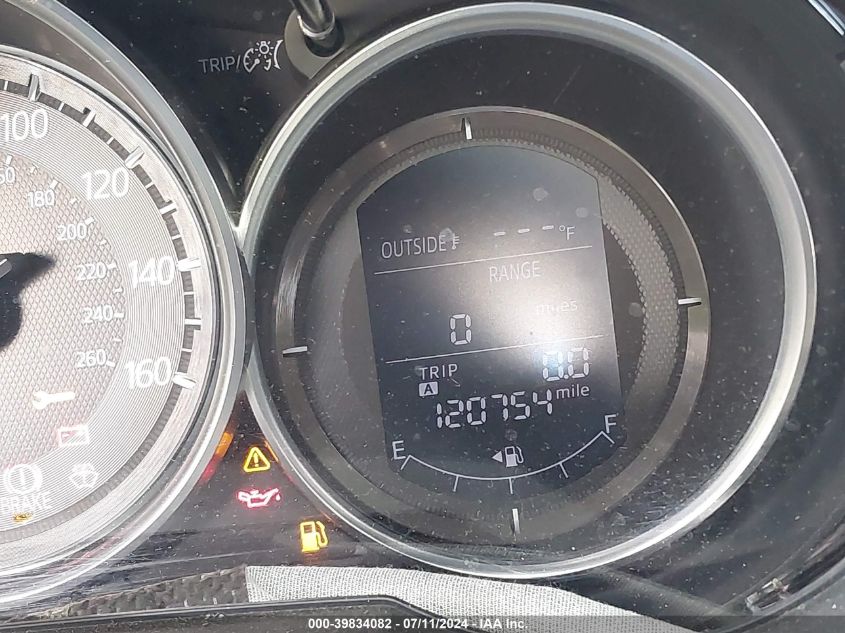 TRIP/
100
120
140
160
180
200
220
240
260
BRAKE
OUTSIDE - - - °F
RANGE
0 miles
TRIP A 0.0
120754 mile
E F
000-39834082 07/11/2024 - IAA Inc.